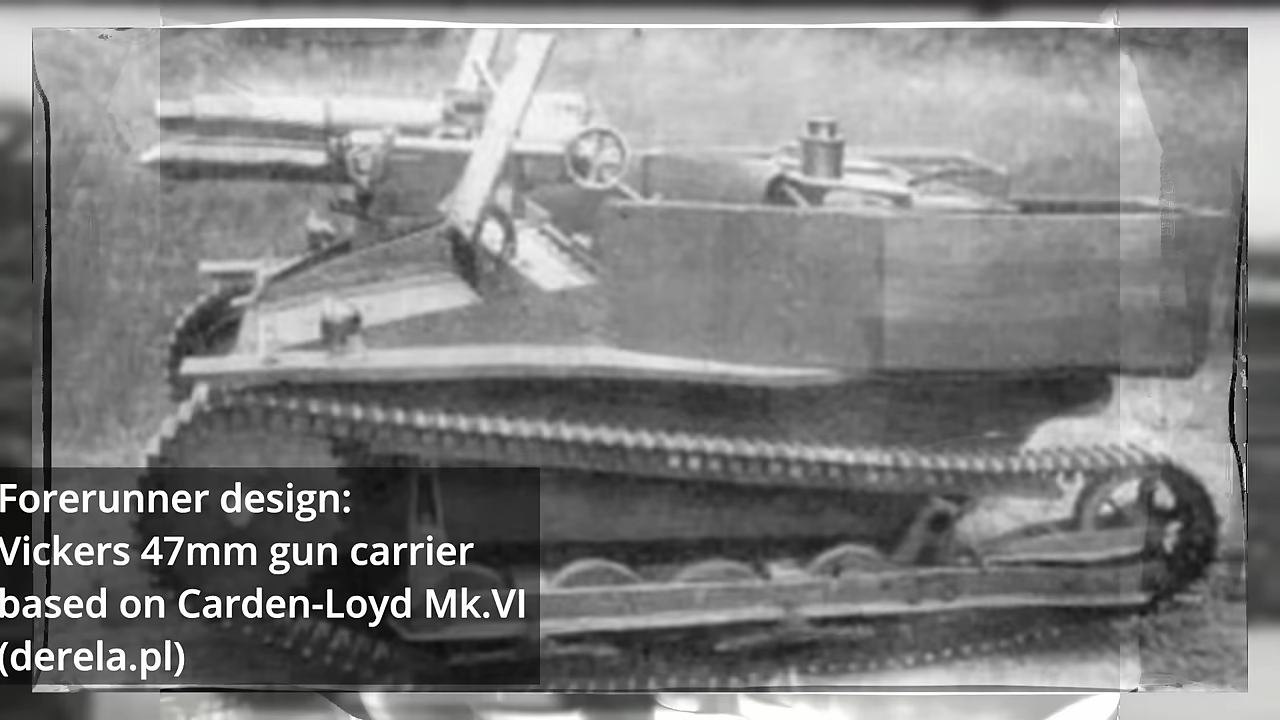 Forerunner design:
Vickers 47mm gun carrier
based on Carden-Loyd Mk.VI
(derela.pl)